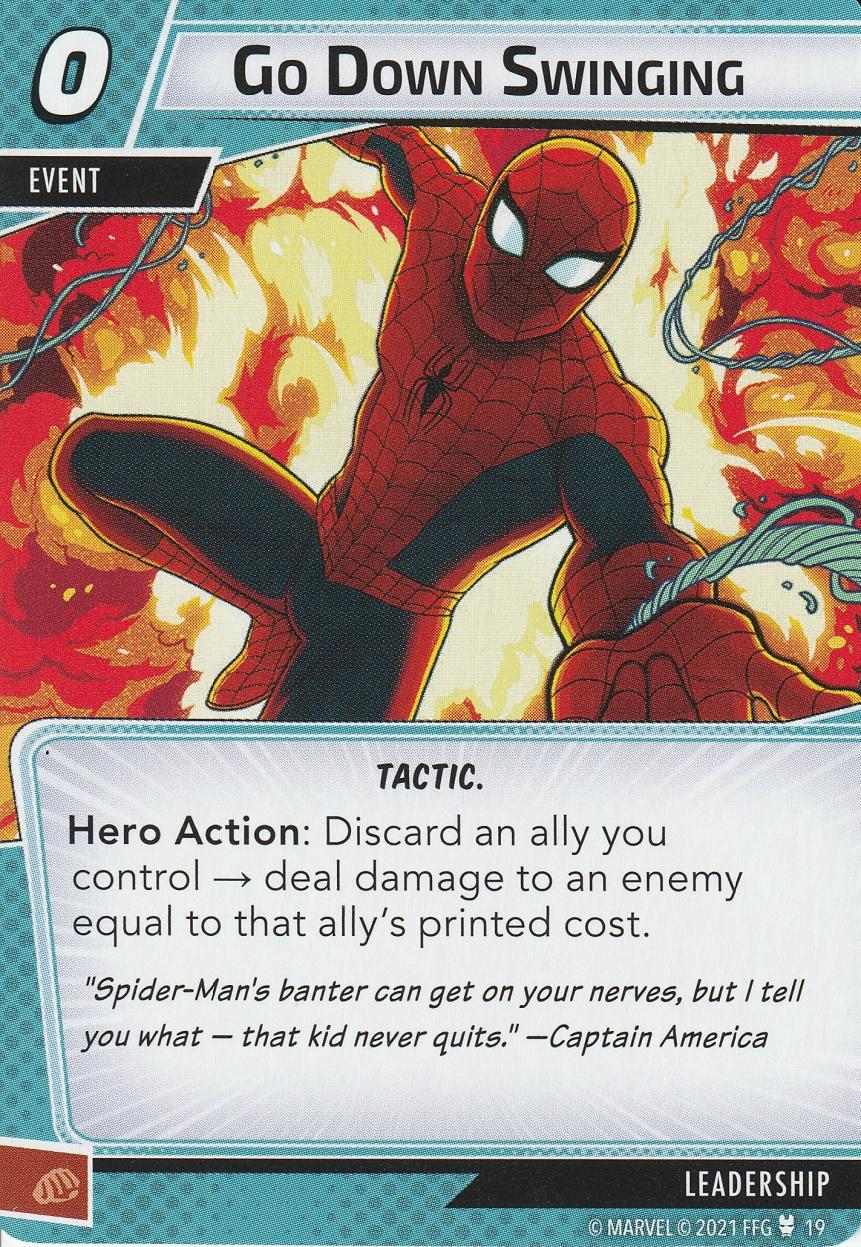 0
Go Down Swinging
EVENT
TACTIC.
Hero Action: Discard an ally you
control → deal damage to an enemy
equal to that ally's printed cost.
"Spider-Man's banter can get on your nerves, but I tell
you what — that kid never quits." —Captain America
LEADERSHIP
© MARVEL © 2021 FFG 19